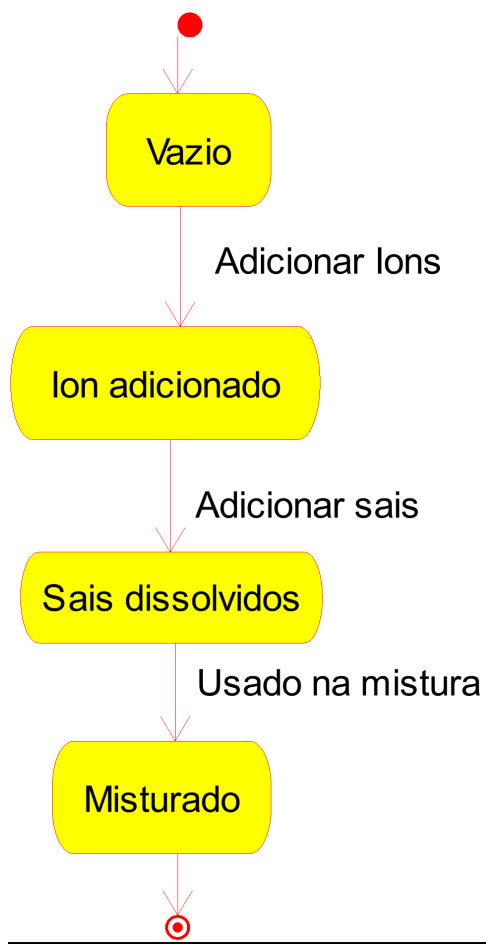 Vazio
Adicionar Ions
Ion adicionado
Adicionar sais
Sais dissolvidos
Usado na mistura
Misturado